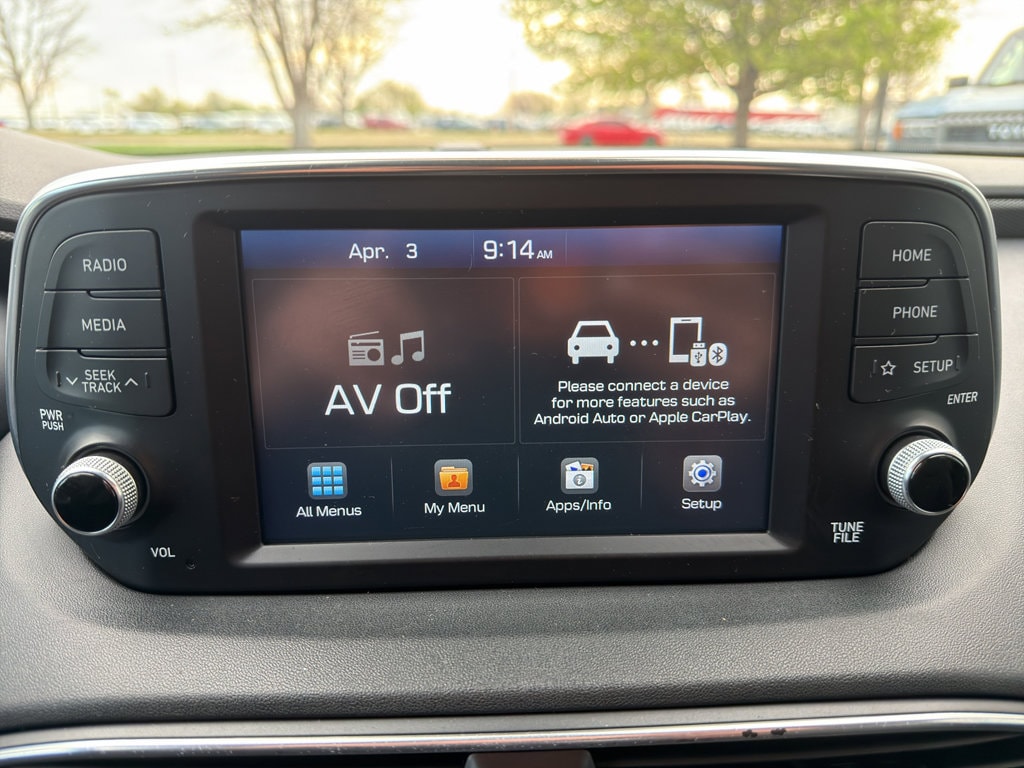 RADIO
MEDIA
SEEK
TRACK
PWR
PUSH
VOL
Apr. 3 9:14 AM
AV Off
Please connect a device
for more features such as
Android Auto or Apple CarPlay.
All Menus My Menu Apps/Info Setup
HOME
PHONE
SETUP
ENTER
TUNE
FILE